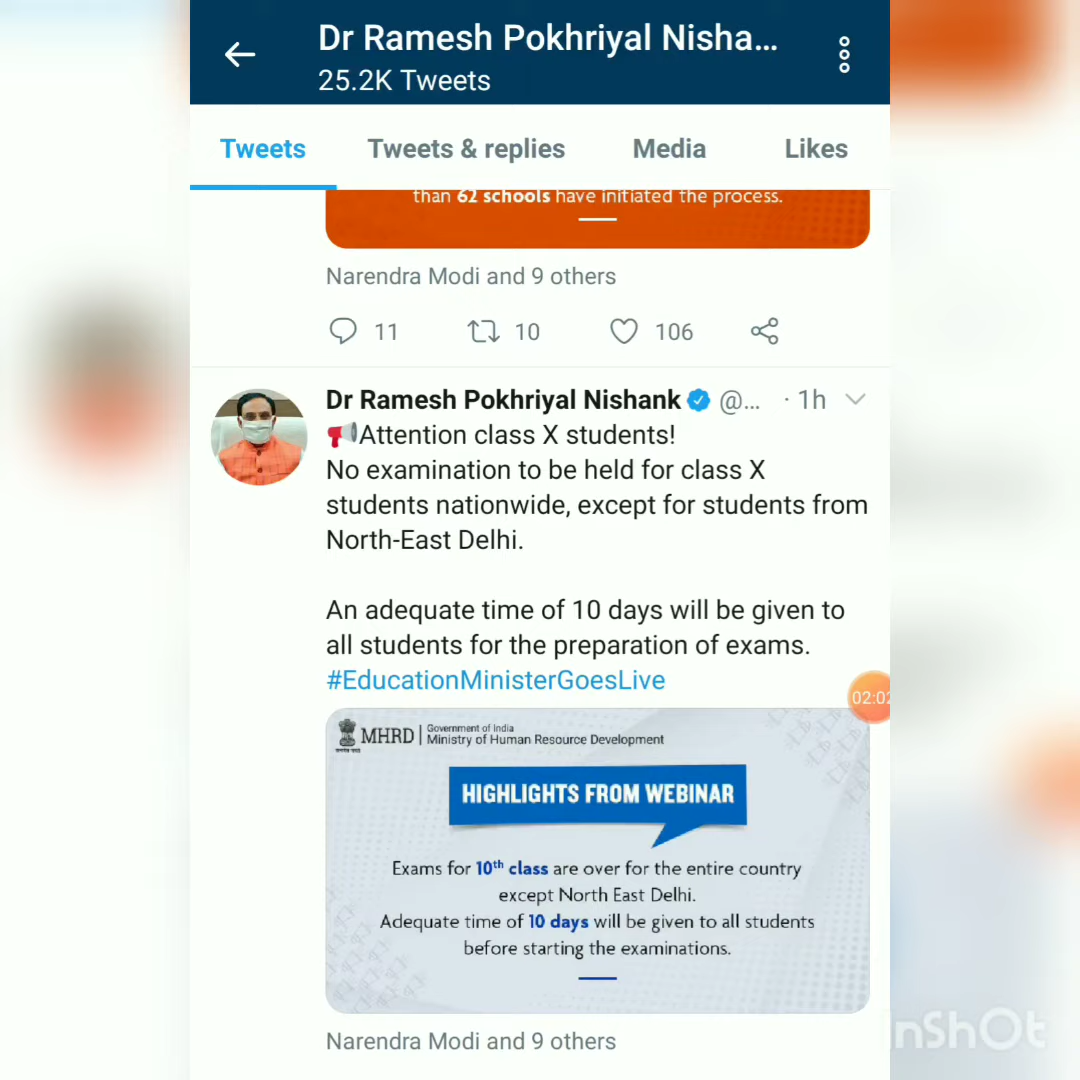 Dr Ramesh Pokhriyal Nisha...
25.2K Tweets
Tweets
Tweets & replies
Media
Likes
than 62 schools have initiated the process.
Narendra Modi and 9 others
11
10
106
Dr Ramesh Pokhriyal Nishank @... · 1h
Attention class X students!
No examination to be held for class X
students nationwide, except for students from
North-East Delhi.
An adequate time of 10 days will be given to
all students for the preparation of exams.
#EducationMinisterGoesLive
02:02
MHRD
Government of India
Ministry of Human Resource Development
HIGHLIGHTS FROM WEBINAR
Exams for 10th class are over for the entire country
except North East Delhi.
Adequate time of 10 days will be given to all students
before starting the examinations.
Narendra Modi and 9 others
InShOt